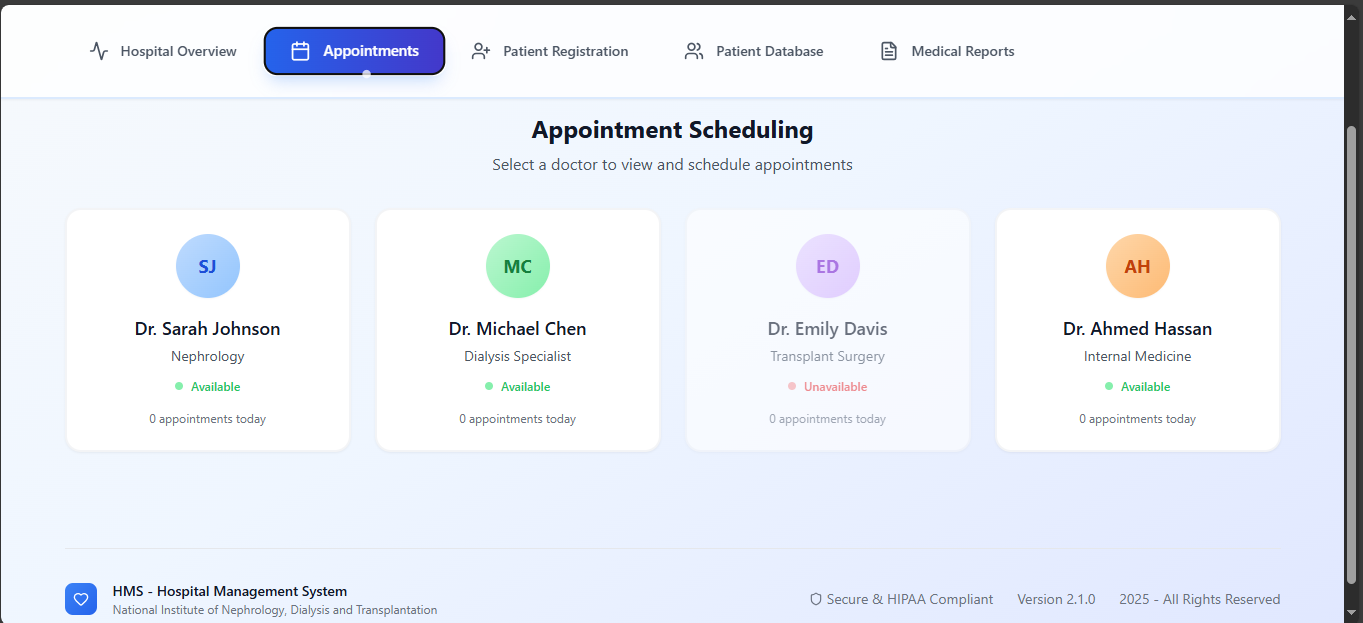 Hospital Overview
Appointments
Patient Registration
Patient Database
Medical Reports
Appointment Scheduling
Select a doctor to view and schedule appointments
SJ
Dr. Sarah Johnson
Nephrology
Available
0 appointments today
MC
Dr. Michael Chen
Dialysis Specialist
Available
0 appointments today
ED
Dr. Emily Davis
Transplant Surgery
Unavailable
0 appointments today
AH
Dr. Ahmed Hassan
Internal Medicine
Available
0 appointments today
HMS - Hospital Management System
National Institute of Nephrology, Dialysis and Transplantation
Secure & HIPAA Compliant
Version 2.1.0
2025 - All Rights Reserved